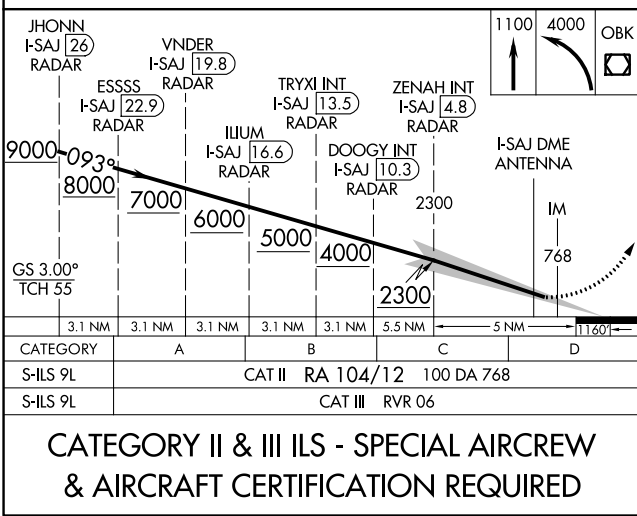 JHONN
I-SAJ 26
RADAR
ESSSS
I-SAJ 22.9
RADAR
VNDER
I-SAJ 19.8
RADAR
ILIUM
I-SAJ 16.6
RADAR
TRYXI INT
I-SAJ 13.5
RADAR
DOOGY INT
I-SAJ 10.3
RADAR
ZENAH INT
I-SAJ 4.8
RADAR
2300
1100
4000
OBK
I-SAJ DME
ANTENNA
IM
768
9000
093°
8000
7000
6000
5000
4000
2300
GS 3.00°
TCH 55
3.1 NM 3.1 NM 3.1 NM 3.1 NM 3.1 NM 5.5 NM 5 NM 1160'
CATEGORY A B C D
S-ILS 9L CAT II RA 104/12 100 DA 768
S-ILS 9L CAT III RVR 06
CATEGORY II & III ILS - SPECIAL AIRCREW
& AIRCRAFT CERTIFICATION REQUIRED